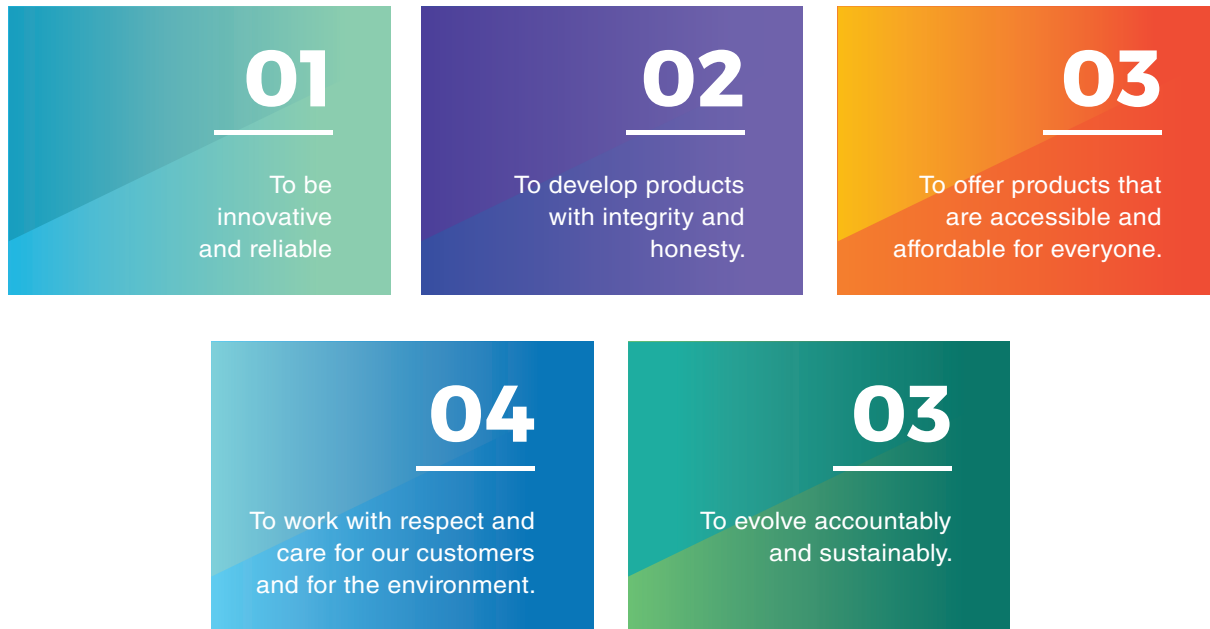 01
To be
innovative
and reliable
02
To develop products
with integrity and
honesty.
03
To offer products that
are accessible and
affordable for everyone.
04
To work with respect and
care for our customers
and for the environment.
03
To evolve accountably
and sustainably.